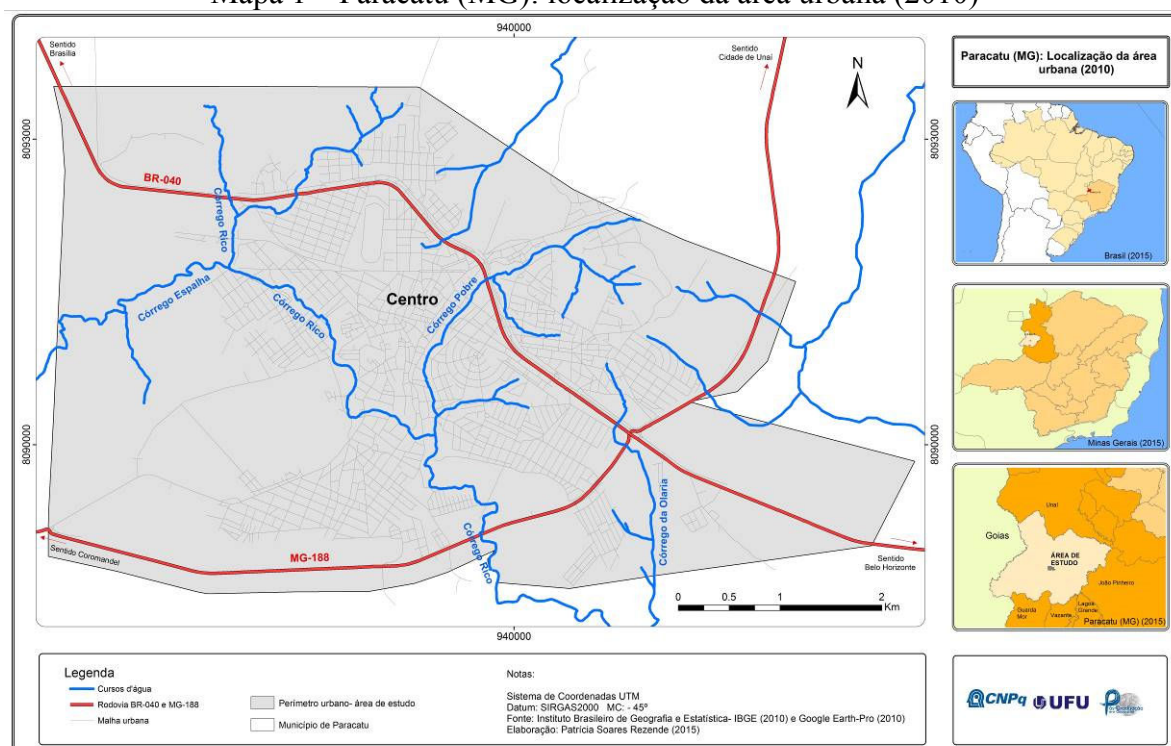 Mapa 1 – Paracatu (MG): localização da área urbana (2010)
940000
Sentido
Brasília
Sentido
Cidade de Unaí
N
8093000
8093000
BR-040
Córrego Rico
Córrego Espalha
Córrego Rico
Centro
Córrego Pobre
8090000
8090000
Córrego da Olaria
Córrego Rico
MG-188
Sentido Coromandel
Sentido
Belo Horizonte
0 0.5 1 2
Km
940000
Paracatu (MG): Localização da área
urbana (2010)
Brasil (2015)
Minas Gerais (2015)
Unaí
Goiás
ÁREA DE
ESTUDO
João Pinheiro
Lagoa
Grande
Guarda
Mor
Vazante
Paracatu (MG) (2015)
Legenda
Cursos d'água
Rodovia BR-040 e MG-188
Malha urbana
Perímetro urbano- área de estudo
Município de Paracatu
Notas:
Sistema de Coordenadas UTM
Datum: SIRGAS2000 MC: - 45º
Fonte: Instituto Brasileiro de Geografia e Estatística- IBGE (2010) e Google Earth-Pro (2010)
Elaboração: Patrícia Soares Rezende (2015)
CNPq UFU